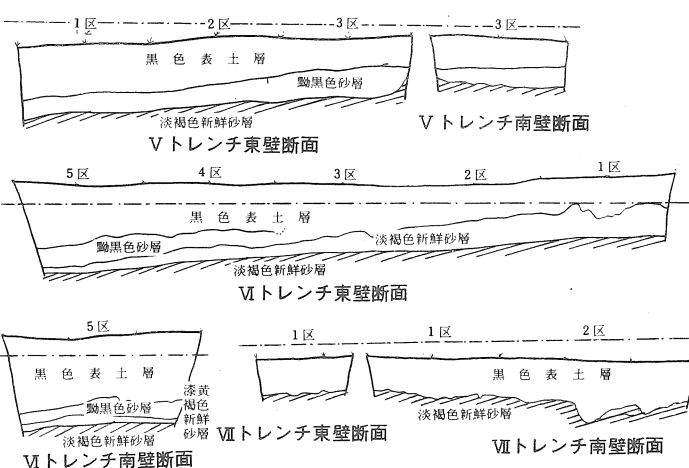 1区 2区 3区
黒色表土層
黝黒色砂層
淡褐色新鮮砂層
Ⅴトレンチ東壁断面
3区
Ⅴトレンチ南壁断面
5区 4区 3区 2区 1区
黒色表土層
黝黒色砂層
淡褐色新鮮砂層
淡褐色新鮮砂層
Ⅵトレンチ東壁断面
5区
黒色表土層
黝黒色砂層
漆黄
褐色
新鮮
砂層
淡褐色新鮮砂層
Ⅵトレンチ南壁断面
1区
Ⅶトレンチ東壁断面
1区 2区
黒色表土層
淡褐色新鮮砂層
Ⅶトレンチ南壁断面